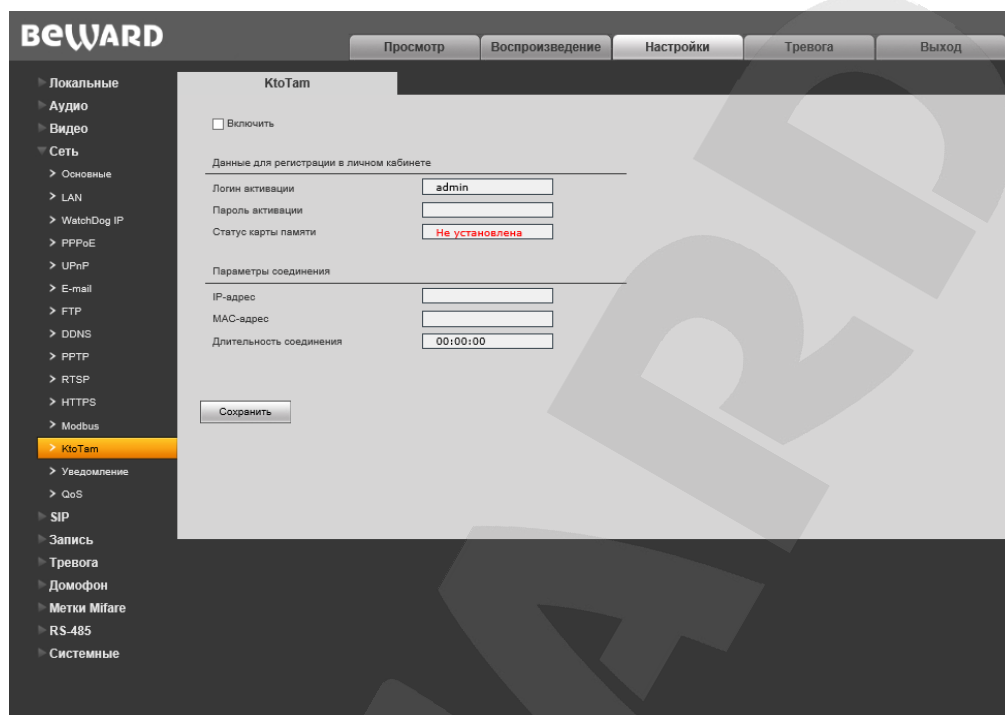 BEWARD
Просмотр
Воспроизведение
Настройки
Тревога
Выход
Локальные
Аудио
Видео
Сеть
Основные
LAN
WatchDog IP
PPPoE
UPnP
E-mail
FTP
DDNS
PPTP
RTSP
HTTPS
Modbus
KtoTam
Уведомление
QoS
SIP
Запись
Тревога
Домофон
Метки Mifare
RS-485
Системные
KtoTam
Включить
Данные для регистрации в личном кабинете
Логин активации admin
Пароль активации
Статус карты памяти Не установлена
Параметры соединения
IP-адрес
MAC-адрес
Длительность соединения 00:00:00
Сохранить
ARD